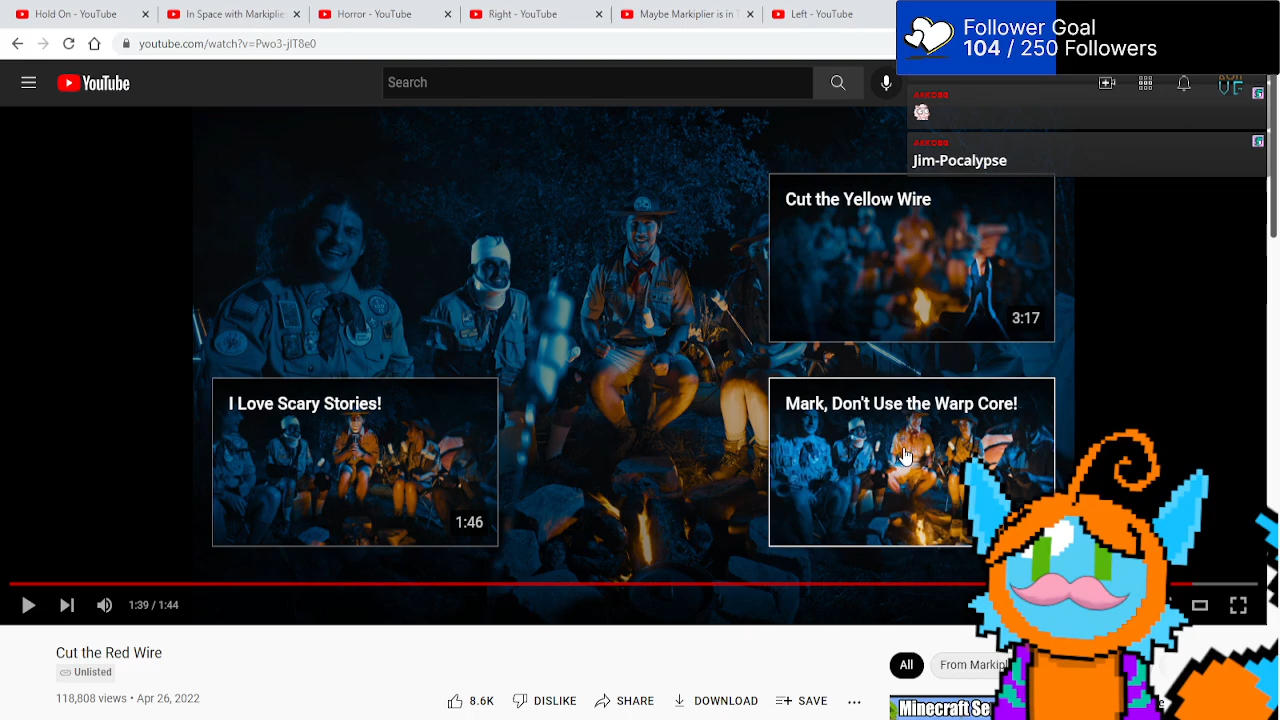 Hold On - YouTube
In Space with Markiplie
Horror - YouTube
Right - YouTube
Maybe Markiplier is in T
Left - YouTube
youtube.com/watch?v=Pwo3-jIT8e0
Follower Goal
104 / 250 Followers
YouTube
Search
Jim-Pocalypse
Cut the Yellow Wire
3:17
I Love Scary Stories!
1:46
Mark, Don't Use the Warp Core!
1:39 / 1:44
Cut the Red Wire
Unlisted
118,808 views • Apr 26, 2022
8.6K
DISLIKE
SHARE
DOWNLOAD
SAVE
All
From Markipl
Minecraft Se